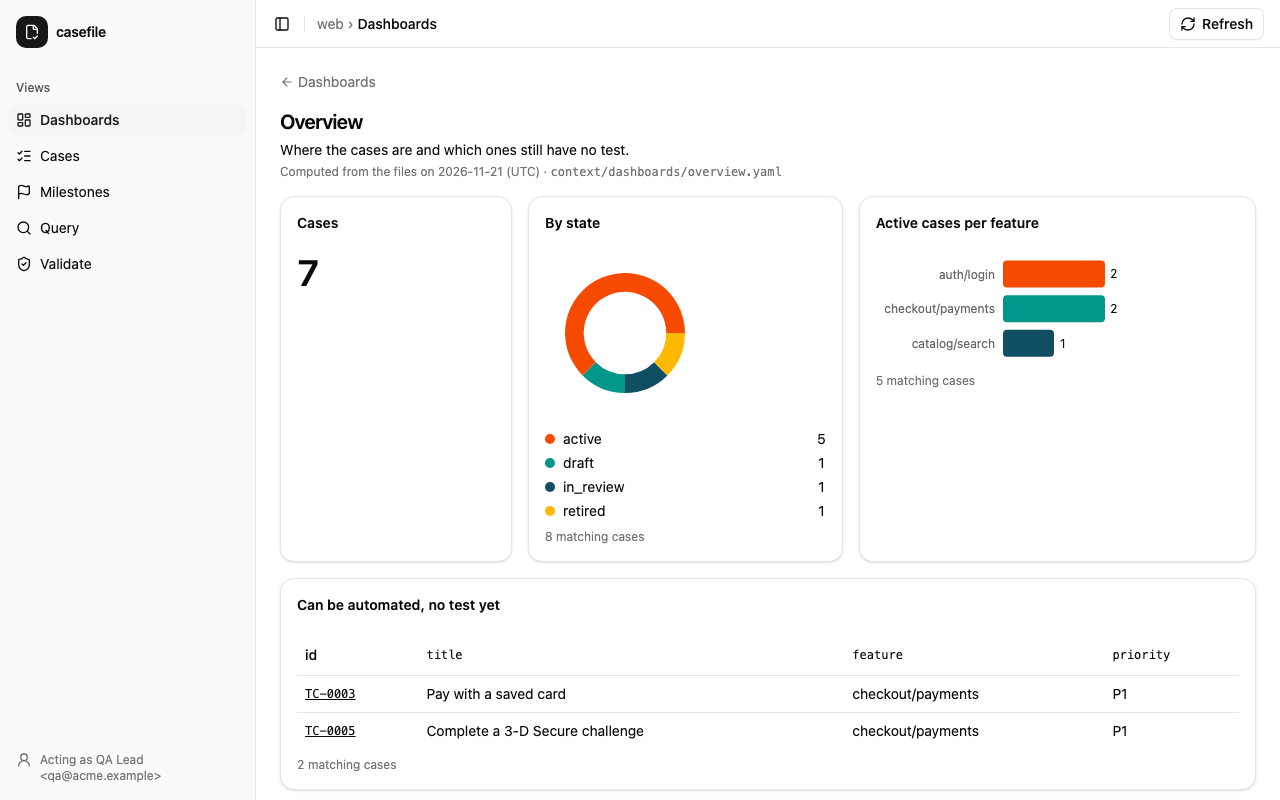 casefile
Views
Dashboards
Cases
Milestones
Query
Validate
Acting as QA Lead
<qa@acme.example>
web › Dashboards
Refresh
← Dashboards
Overview
Where the cases are and which ones still have no test.
Computed from the files on 2026-11-21 (UTC) · context/dashboards/overview.yaml
Cases
7
By state
active 5
draft 1
in_review 1
retired 1
8 matching cases
Active cases per feature
auth/login 2
checkout/payments 2
catalog/search 1
5 matching cases
Can be automated, no test yet
id title feature priority
TC-0003 Pay with a saved card checkout/payments P1
TC-0005 Complete a 3-D Secure challenge checkout/payments P1
2 matching cases